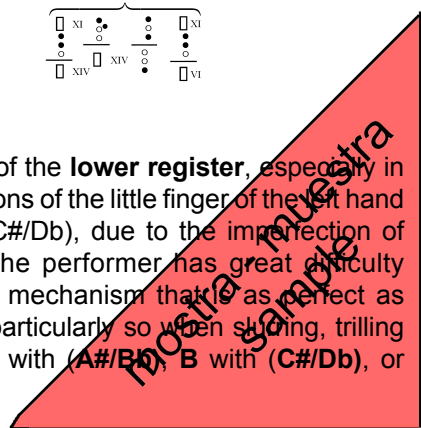 XI XI
XIV XIV VI
of the lower register, especially in
ons of the little finger of the left hand
C#/Db), due to the imperfection of
he performer has great difficulty
mechanism that is as perfect as
particularly so when sluring, trilling
with (A#/Bb), B with (C#/Db), or
mostra - muestra
sample